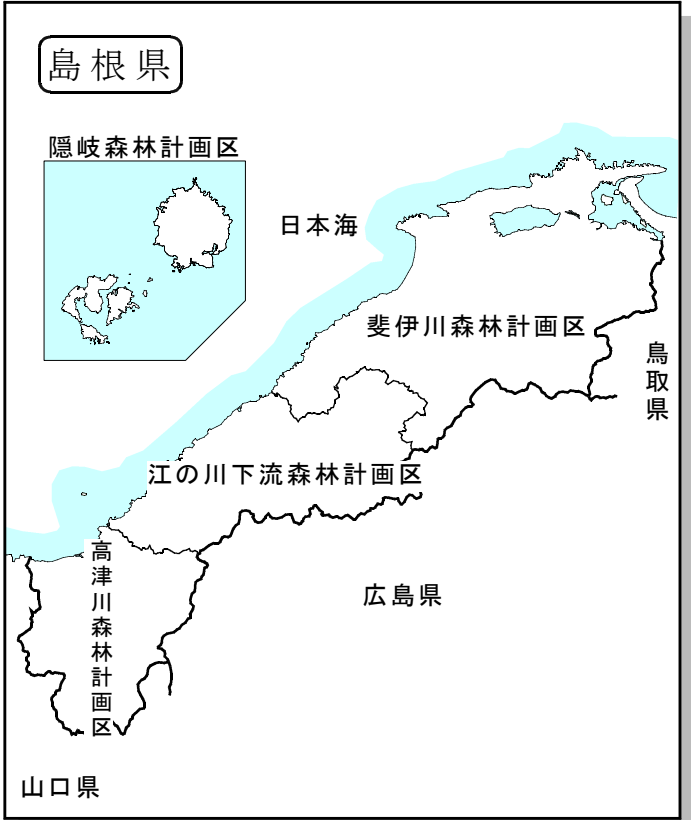 島根県
隠岐森林計画区
日本海
斐伊川森林計画区
鳥取県
江の川下流森林計画区
高津川森林計画区
広島県
山口県